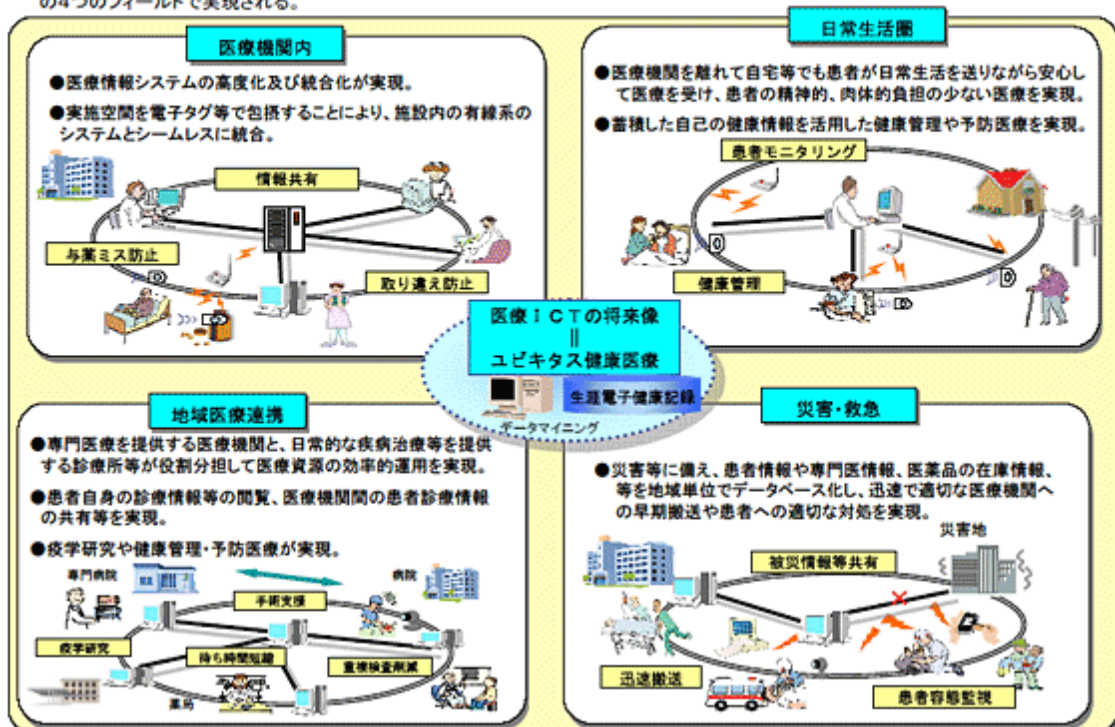 の4つのフィールドで実現される。
医療機関内
●医療情報システムの高度化及び統合化が実現。
●実施空間を電子タグ等で包摂することにより、施設内の有線系の
システムとシームレスに統合。
情報共有
与薬ミス防止
取り違え防止
日常生活圏
●医療機関を離れて自宅等でも患者が日常生活を送りながら安心し
て医療を受け、患者の精神的、肉体的負担の少ない医療を実現。
●蓄積した自己の健康情報を活用した健康管理や予防医療を実現。
患者モニタリング
健康管理
医療ICTの将来像
||
ユビキタス健康医療
生涯電子健康記録
データマイニング
地域医療連携
●専門医療を提供する医療機関と、日常的な疾病治療等を提供
する診療所等が役割分担して医療資源の効率的運用を実現。
●患者自身の診療情報等の閲覧、医療機関間の患者診療情報
の共有等を実現。
●疫学研究や健康管理・予防医療が実現。
専門病院
病院
手術支援
疫学研究
待ち時間短縮
重複検査削減
薬局
災害・救急
●災害等に備え、患者情報や専門医情報、医薬品の在庫情報、
等を地域単位でデータベース化し、迅速で適切な医療機関へ
の早期搬送や患者への適切な対処を実現。
災害地
被災情報等共有
迅速搬送
患者容態監視